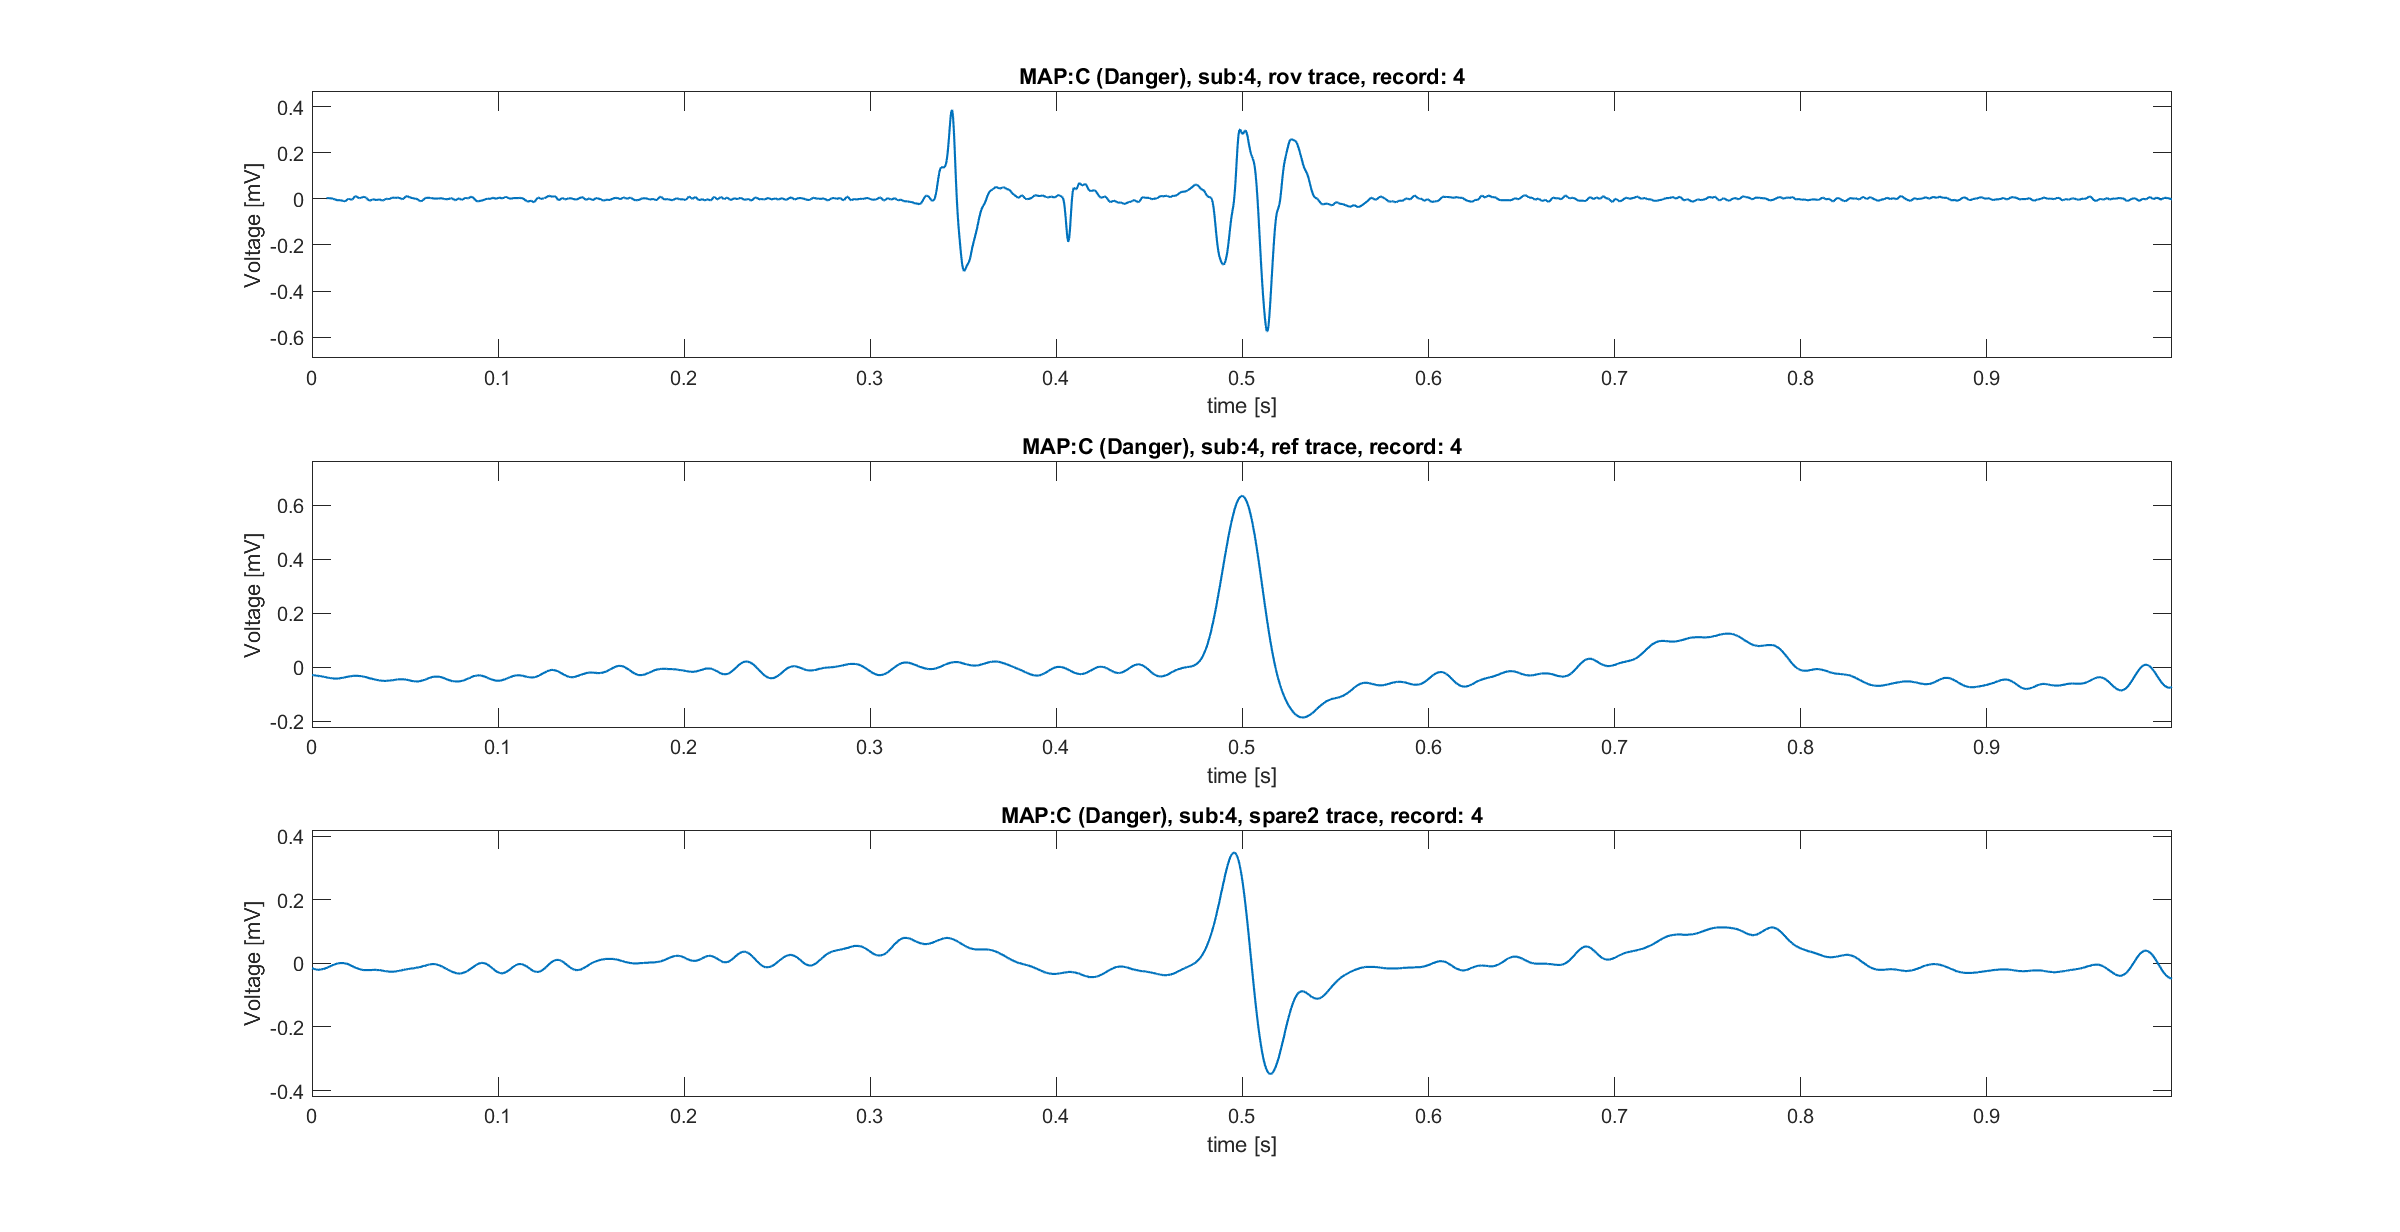 MAP:C (Danger), sub:4, rov trace, record: 4
Voltage [mV]
0.4
0.2
0
-0.2
-0.4
-0.6
0 0.1 0.2 0.3 0.4 0.5 0.6 0.7 0.8 0.9
time [s]
MAP:C (Danger), sub:4, ref trace, record: 4
Voltage [mV]
0.6
0.4
0.2
0
-0.2
0 0.1 0.2 0.3 0.4 0.5 0.6 0.7 0.8 0.9
time [s]
MAP:C (Danger), sub:4, spare2 trace, record: 4
Voltage [mV]
0.4
0.2
0
-0.2
-0.4
0 0.1 0.2 0.3 0.4 0.5 0.6 0.7 0.8 0.9
time [s]